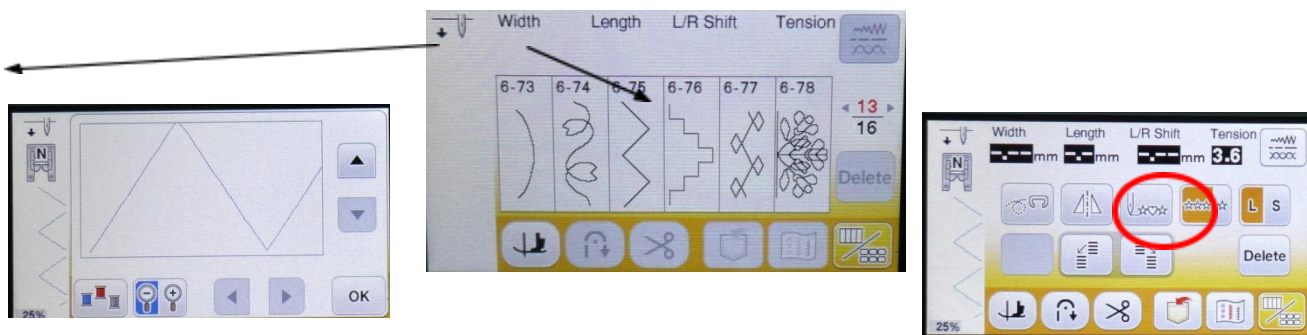 N
25%
OK
Width Length L/R Shift Tension
6-73 6-74 6-75 6-76 6-77 6-78
13
16
Delete
Width Length L/R Shift Tension
-.-- mm -.-- mm -.-- mm 3.6
N
L S
Delete
25%